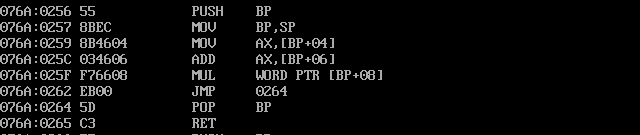 076A:0256 55 PUSH BP
076A:0257 8BEC MOV BP,SP
076A:0259 8B4604 MOV AX,[BP+04]
076A:025C 034606 ADD AX,[BP+06]
076A:025F F76608 MUL WORD PTR [BP+08]
076A:0262 EB00 JMP 0264
076A:0264 5D POP BP
076A:0265 C3 RET